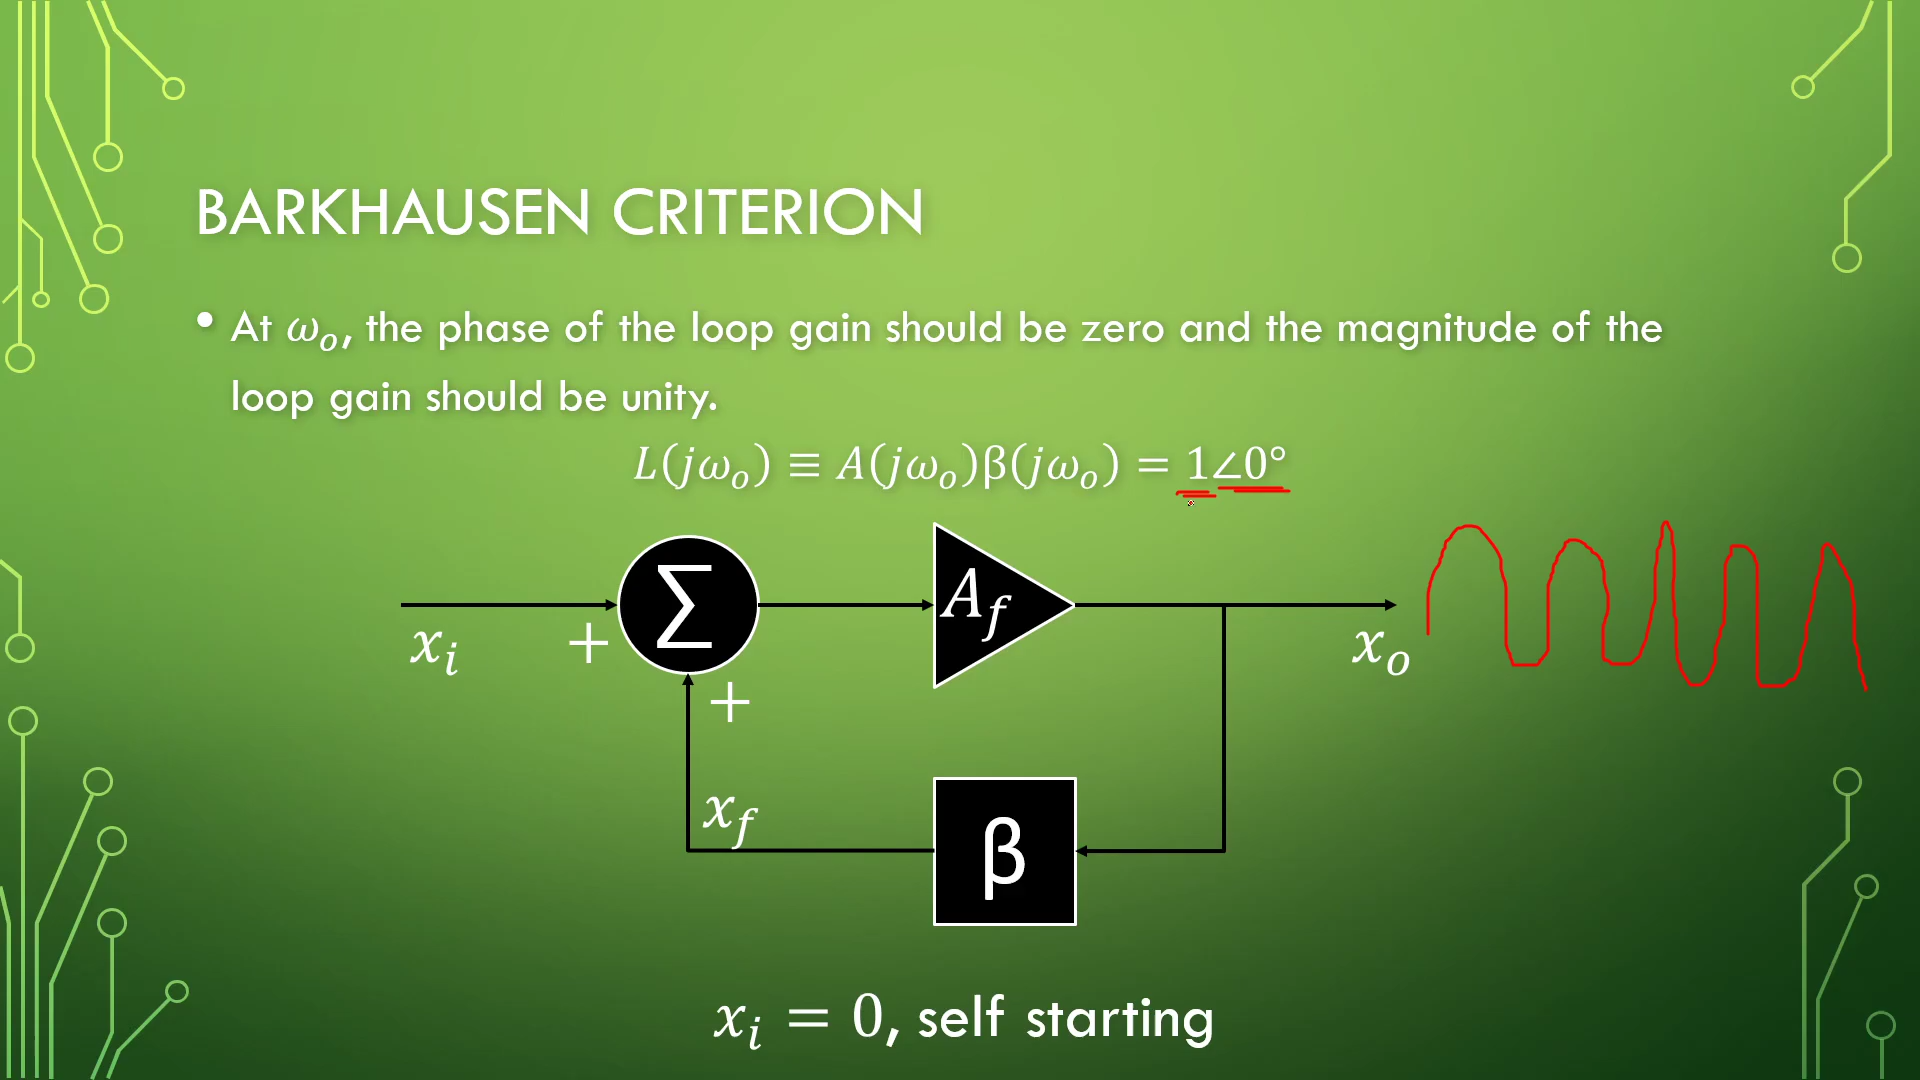 BARKHAUSEN CRITERION
• At ωₒ, the phase of the loop gain should be zero and the magnitude of the
loop gain should be unity.
L(jωₒ) ≡ A(jωₒ)β(jωₒ) = 1∠0°
∑
A_f
xᵢ
+
xₒ
+
x_f
β
xᵢ = 0, self starting